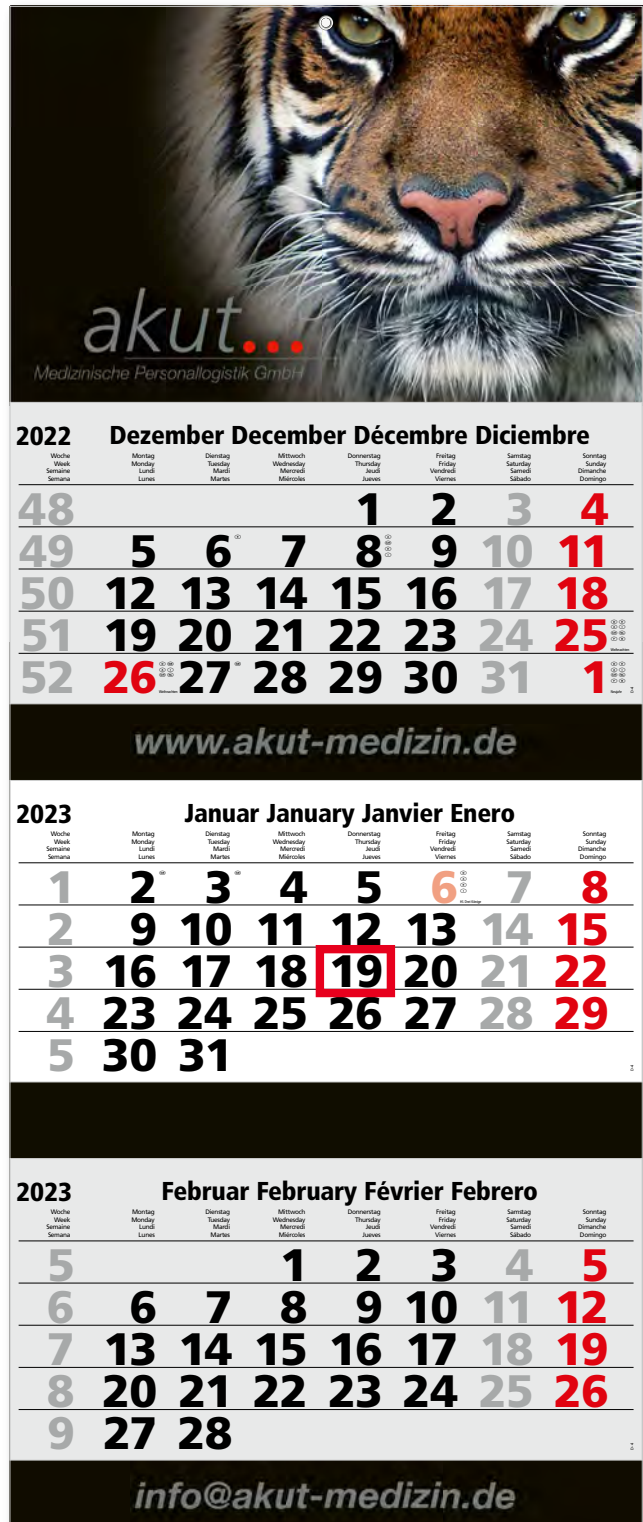 akut...
Medizinische Personallogistik GmbH
2022 Dezember December Décembre Diciembre
Woche Montag Dienstag Mittwoch Donnerstag Freitag Samstag Sonntag
Week Monday Tuesday Wednesday Thursday Friday Saturday Sunday
Semaine Lundi Mardi Mercredi Jeudi Vendredi Samedi Dimanche
Semana Lunes Martes Miércoles Jueves Viernes Sábado Domingo
48 1 2 3 4
49 5 6 7 8 9 10 11
50 12 13 14 15 16 17 18
51 19 20 21 22 23 24 25
Weihnachten
52 26 27 28 29 30 31 1
Weihnachten Neujahr
www.akut-medizin.de
2023 Januar January Janvier Enero
Woche Montag Dienstag Mittwoch Donnerstag Freitag Samstag Sonntag
Week Monday Tuesday Wednesday Thursday Friday Saturday Sunday
Semaine Lundi Mardi Mercredi Jeudi Vendredi Samedi Dimanche
Semana Lunes Martes Miércoles Jueves Viernes Sábado Domingo
1 2 3 4 5 6 7 8
Hl. Drei Könige
2 9 10 11 12 13 14 15
3 16 17 18 19 20 21 22
4 23 24 25 26 27 28 29
5 30 31
2023 Februar February Février Febrero
Woche Montag Dienstag Mittwoch Donnerstag Freitag Samstag Sonntag
Week Monday Tuesday Wednesday Thursday Friday Saturday Sunday
Semaine Lundi Mardi Mercredi Jeudi Vendredi Samedi Dimanche
Semana Lunes Martes Miércoles Jueves Viernes Sábado Domingo
5 1 2 3 4 5
6 6 7 8 9 10 11 12
7 13 14 15 16 17 18 19
8 20 21 22 23 24 25 26
9 27 28
info@akut-medizin.de